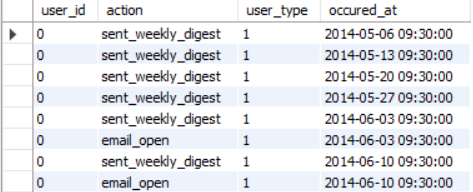 user_id action user_type occured_at
0 sent_weekly_digest 1 2014-05-06 09:30:00
0 sent_weekly_digest 1 2014-05-13 09:30:00
0 sent_weekly_digest 1 2014-05-20 09:30:00
0 sent_weekly_digest 1 2014-05-27 09:30:00
0 sent_weekly_digest 1 2014-06-03 09:30:00
0 email_open 1 2014-06-03 09:30:00
0 sent_weekly_digest 1 2014-06-10 09:30:00
0 email_open 1 2014-06-10 09:30:00